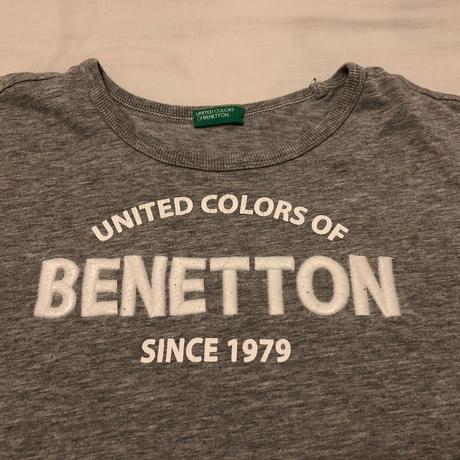 UNITED COLORS
OF BENETTON.
UNITED COLORS OF
BENETTON
SINCE 1979